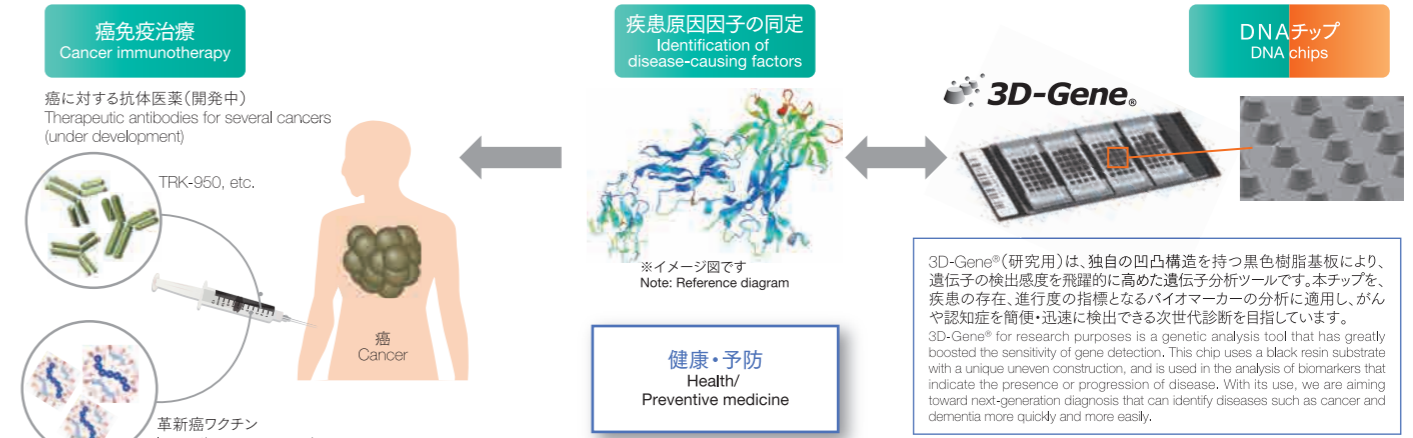 癌免疫治療
Cancer immunotherapy
癌に対する抗体医薬(開発中)
Therapeutic antibodies for several cancers
(under development)
TRK-950, etc.
癌
Cancer
革新癌ワクチン
疾患原因因子の同定
Identification of
disease-causing factors
※イメージ図です
Note: Reference diagram
健康・予防
Health/
Preventive medicine
DNAチップ
DNA chips
3D-Gene®
3D-Gene®(研究用)は、独自の凹凸構造を持つ黒色樹脂基板により、
遺伝子の検出感度を飛躍的に高めた遺伝子分析ツールです。本チップを、
疾患の存在、進行度の指標となるバイオマーカーの分析に適用し、がん
や認知症を簡便・迅速に検出できる次世代診断を目指しています。
3D-Gene® for research purposes is a genetic analysis tool that has greatly
boosted the sensitivity of gene detection. This chip uses a black resin substrate
with a unique uneven construction, and is used in the analysis of biomarkers that
indicate the presence or progression of disease. With its use, we are aiming
toward next-generation diagnosis that can identify diseases such as cancer and
dementia more quickly and more easily.